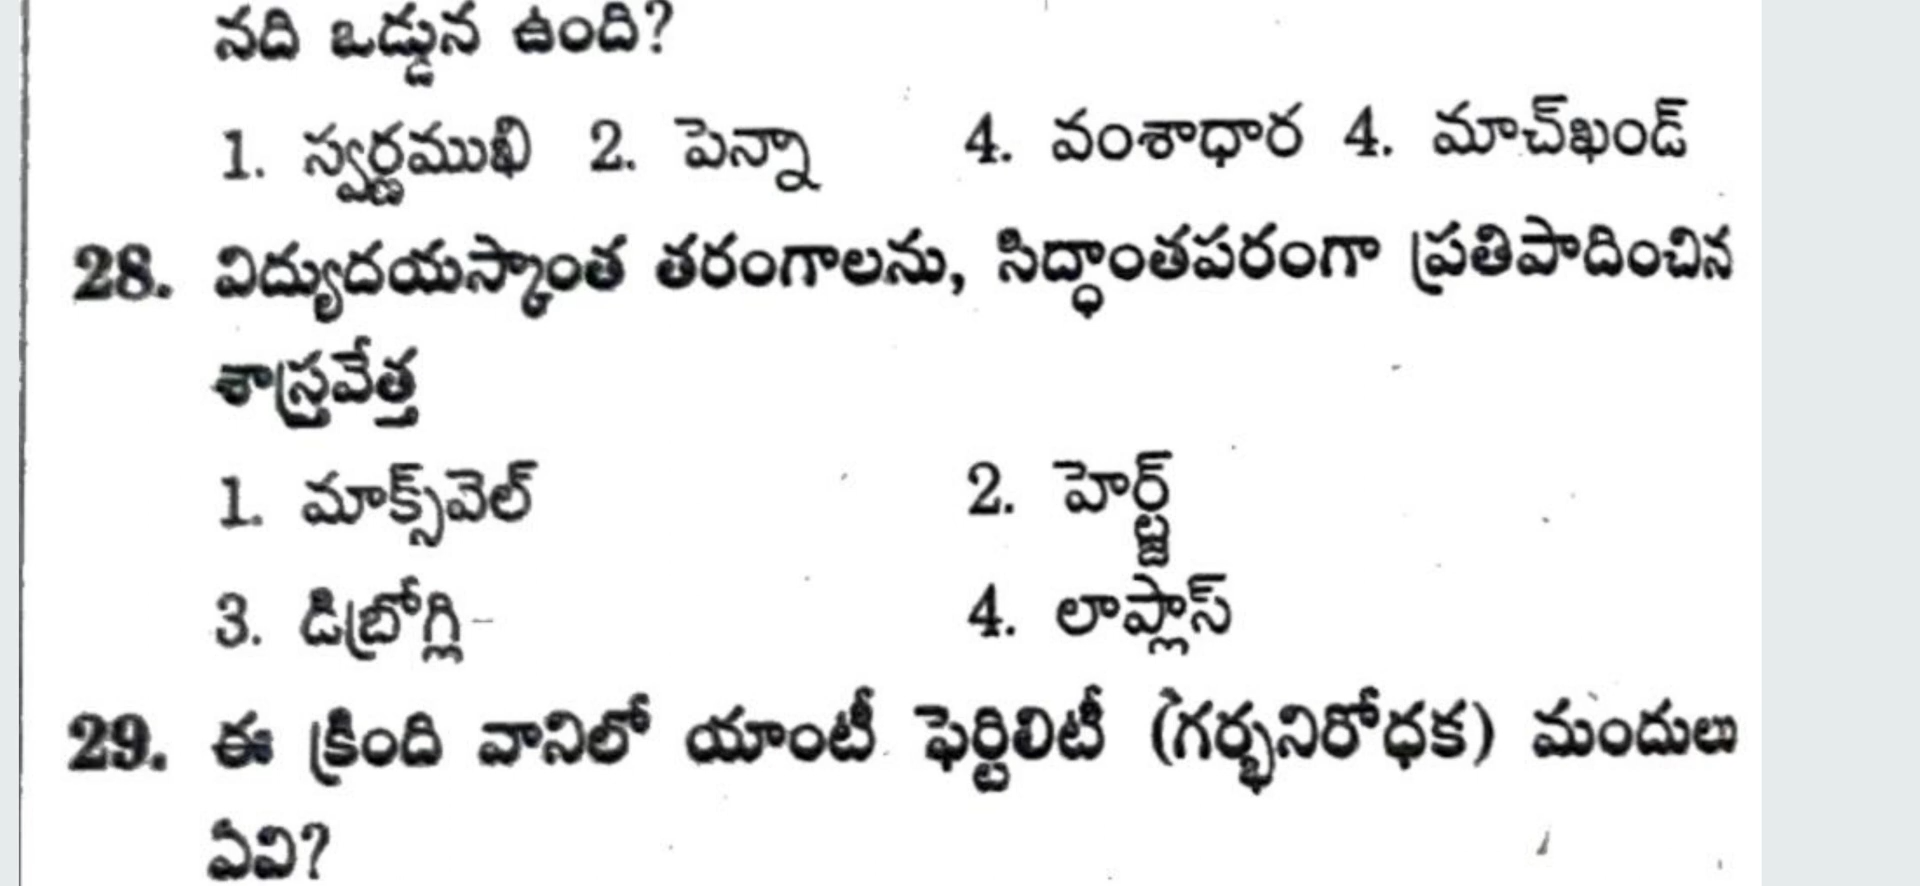 నది ఒడ్డున ఉంది?
1. స్వర్ణముఖి 2. పెన్నా 4. వంశాధార 4. మాచ్‌ఖండ్
28. విద్యుదయస్కాంత తరంగాలను, సిద్ధాంతపరంగా ప్రతిపాదించిన
శాస్త్రవేత్త
1. మాక్స్‌వెల్ 2. హెర్ట్జ్
3. డిబ్రోగ్లి 4. లాప్లాస్
29. ఈ క్రింది వానిలో యాంటీ ఫెర్టిలిటీ (గర్భనిరోధక) మందులు
ఏవి?